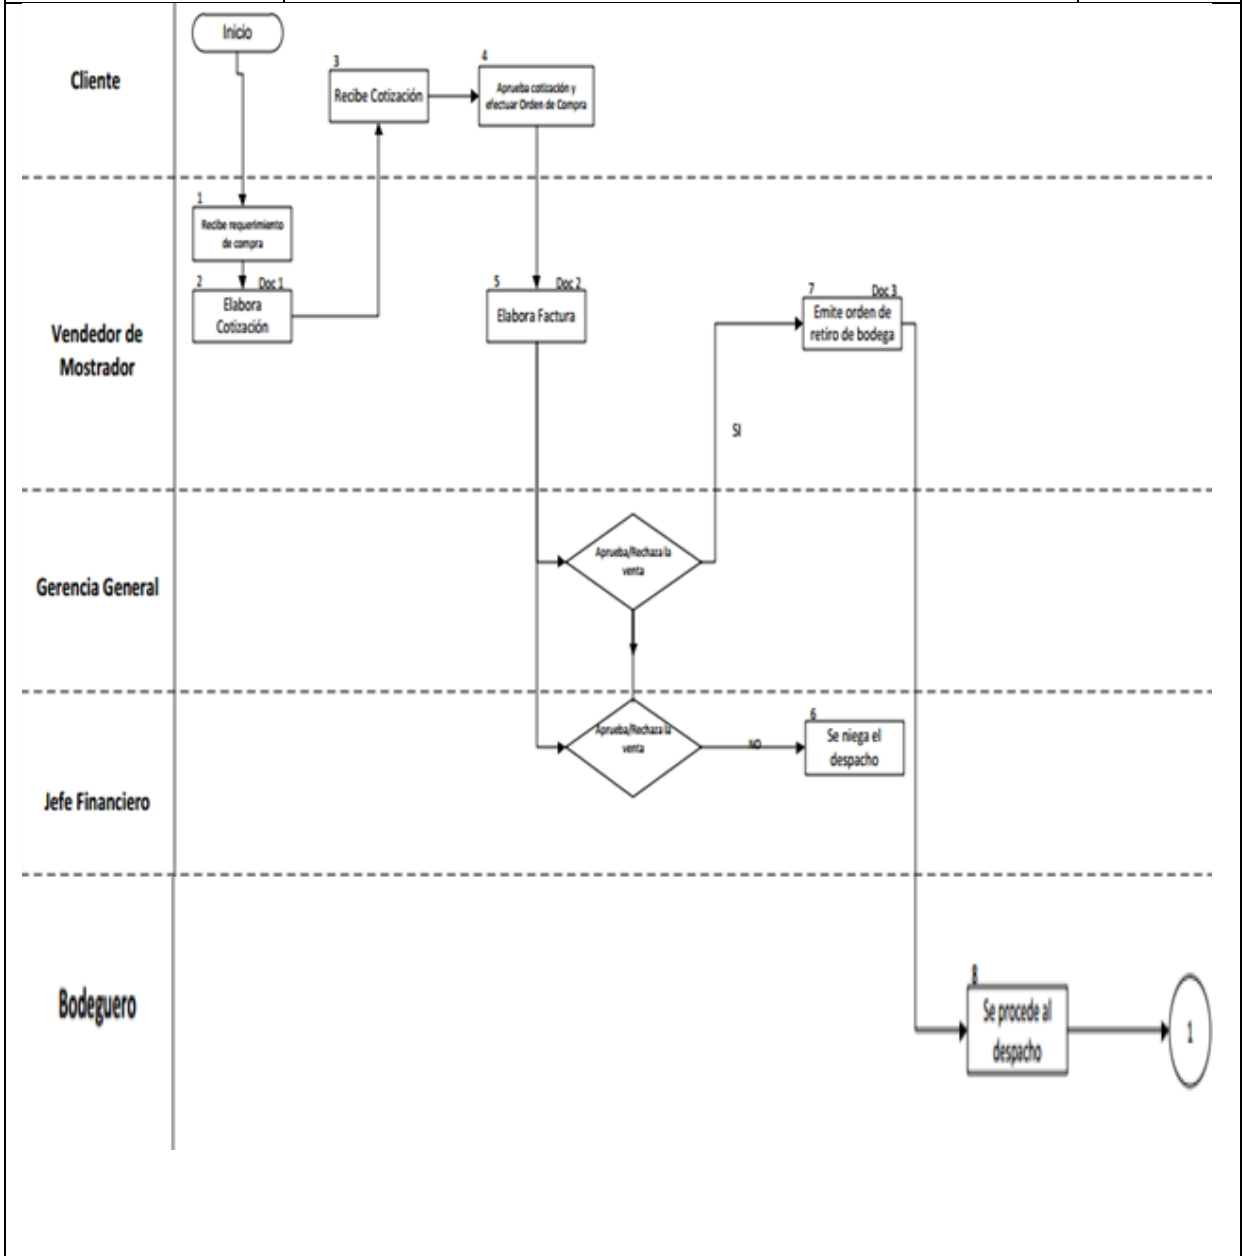 Inicio
Cliente
3
Recibe Cotización
4
Aprueba cotización y
efectuar Orden de Compra
1
Recibe requerimiento
de compra
2 Doc 1
Elabora
Cotización
5 Doc 2
Elabora Factura
7 Doc 3
Emite orden de
retiro de bodega
Vendedor de
Mostrador
SI
Gerencia General
Aprueba/Rechaza la
venta
Jefe Financiero
Aprueba/Rechaza la
venta
NO
6
Se niega el
despacho
Bodeguero
8
Se procede al
despacho
1